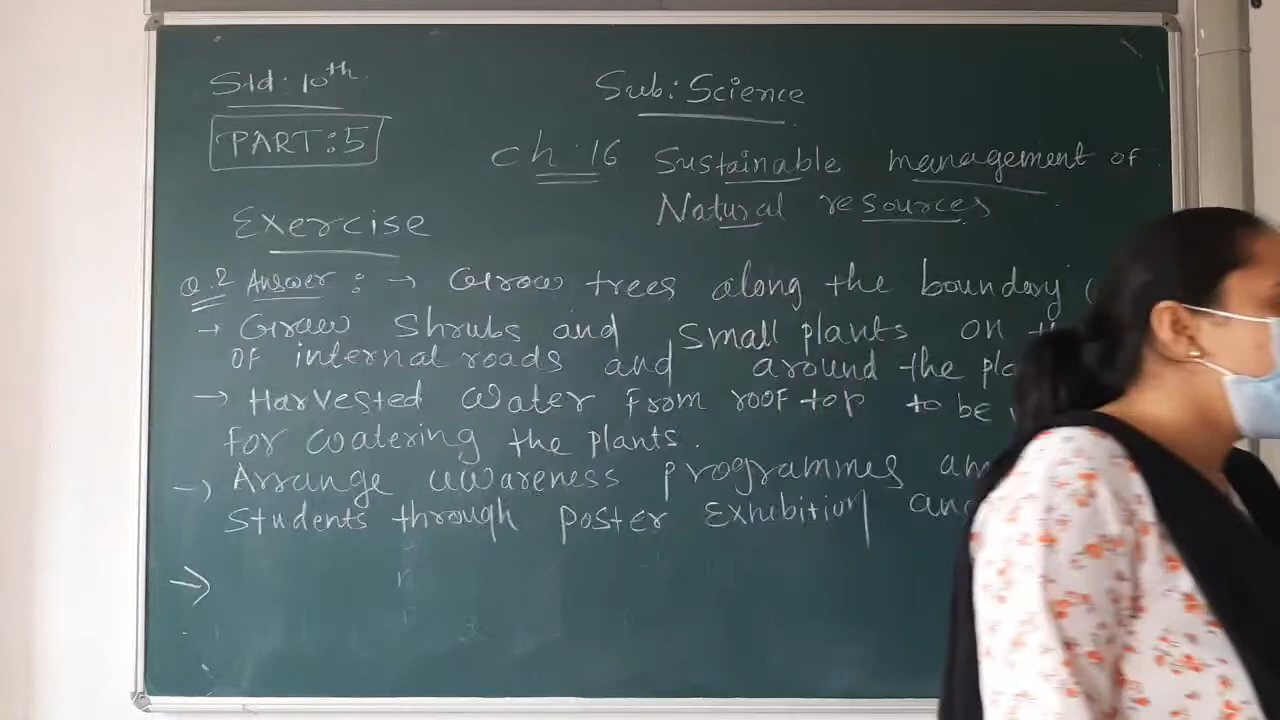 Std: 10th.
Sub: Science
PART: 5
Ch: 16 Sustainable management of
Natural resources
Exercise
Q.2 Answer : → Grow trees along the boundary
→ Graw Shrubs and Small plants on
of internal roads and around the
→ Harvested Water From roof top to be
for watering the plants.
→ Arrange awareness programmes
Students through poster Exhibition and
→